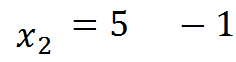 x₂ = 5 − 1